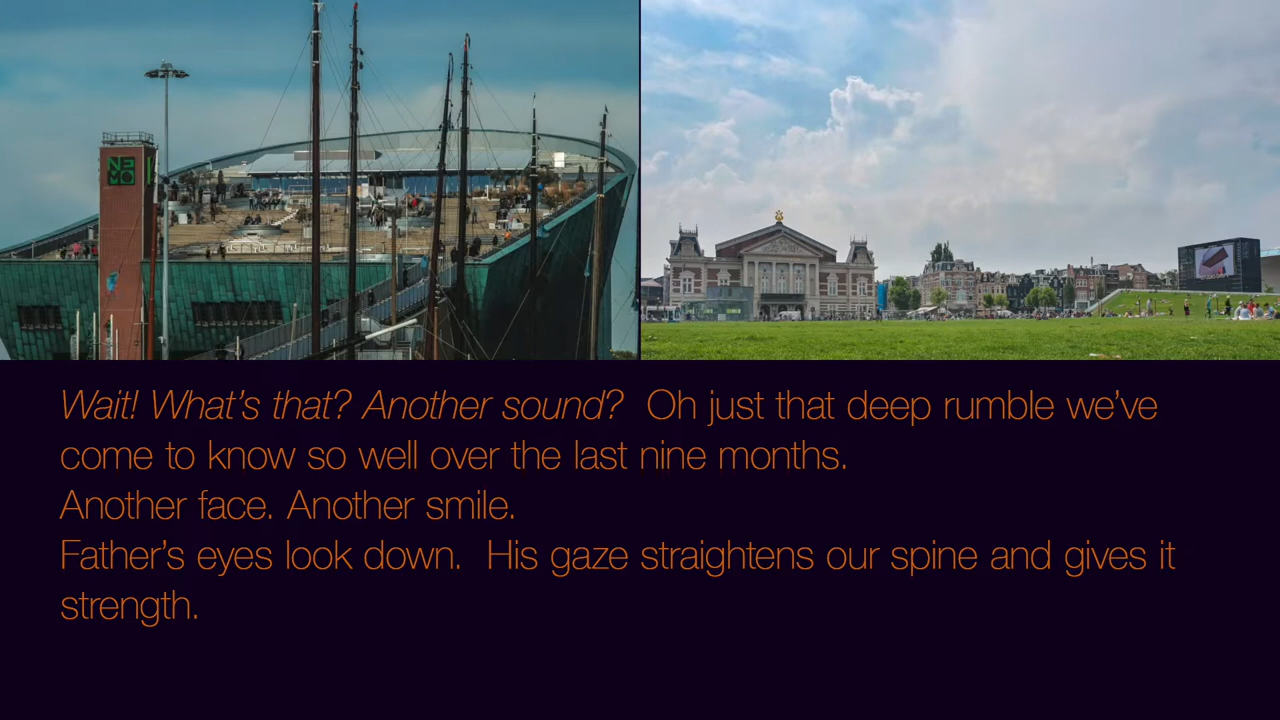 NEMO
Wait! What's that? Another sound?  Oh just that deep rumble we've
come to know so well over the last nine months.
Another face. Another smile.
Father's eyes look down.  His gaze straightens our spine and gives it
strength.